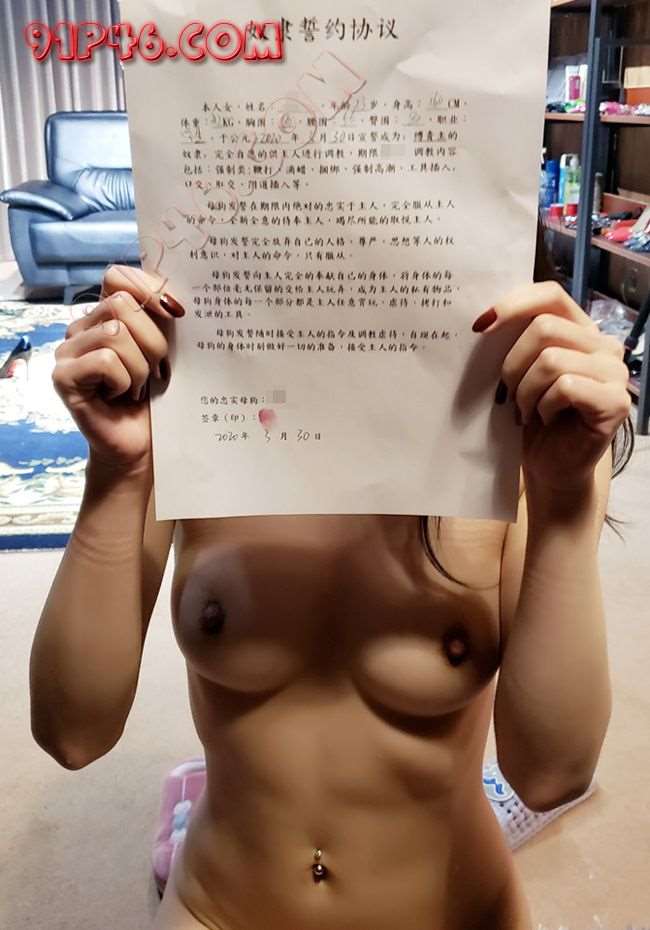 91P46.COM
奴隶誓约协议
本人女，姓名：，年龄23岁，身高：160CM，
体重：KG，胸围：，腰围：，臀围：，职业：
，于公元2020年3月30日宣誓成为：博育主的
奴隶，完全自愿的供主人进行调教，期限 调教内容
包括：强制类：鞭打，滴蜡，捆绑，强制高潮，工具插入，
口交，肛交，阴道插入等。
母狗发誓在期限内绝对的忠实于主人，完全服从主人
的命令，全新全意的待奉主人，竭尽所能的取悦主人。
母狗发誓完全放弃自己的人格，尊严，思想等人的权
利意识，对主人的命令，只有服从。
母狗发誓向主人完全的奉献自己的身体，将身体的每
一个部位毫无保留的交给主人玩弄，成为主人的私有物品，
母狗身体的每一个部分都是主人任意赏玩，虐待，拷打和
发泄的工具。
母狗发誓随时接受主人的指令及调教虐待，自现在起，
母狗的身体时刻做好一切的准备，接受主人的指令。
您的忠实母狗：
签章（印）：
2020年 3 月 30 日